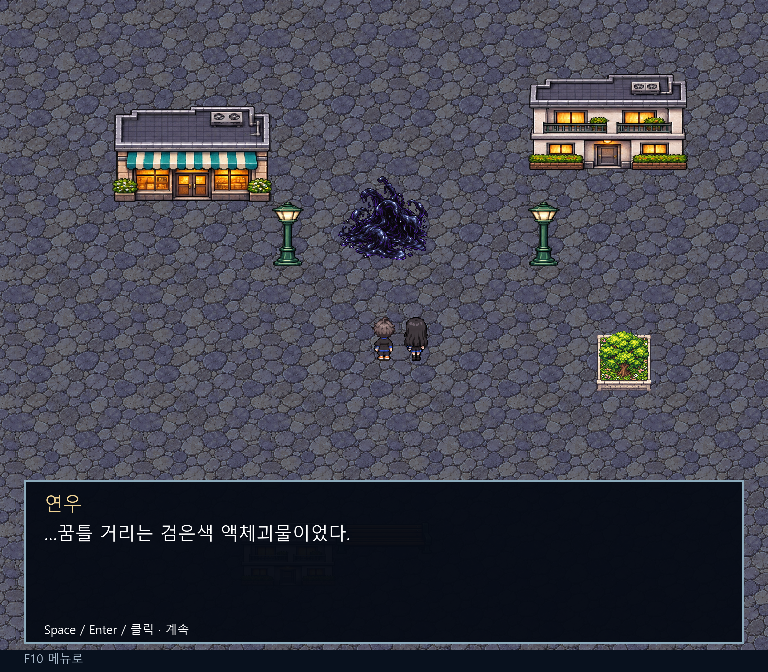 연우
...꿈틀 거리는 검은색 액체괴물이었다.
Space / Enter / 클릭 · 계속
F10 메뉴로